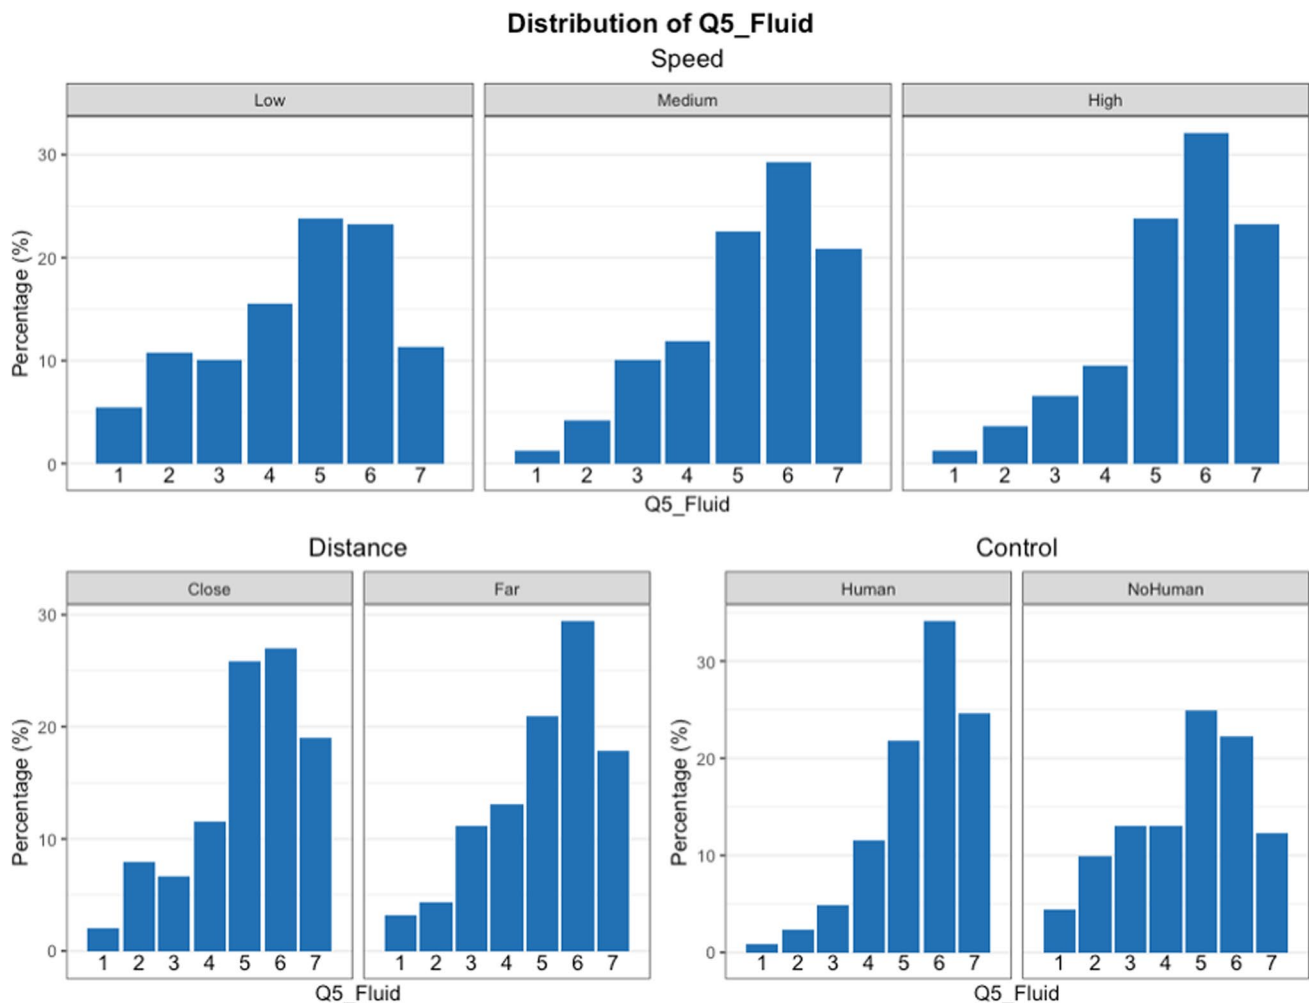 Distribution of Q5_Fluid
Speed
Low Medium High
Percentage (%)
30
20
10
0
1 2 3 4 5 6 7 1 2 3 4 5 6 7 1 2 3 4 5 6 7
Q5_Fluid
Distance
Close Far
Percentage (%)
30
20
10
0
1 2 3 4 5 6 7 1 2 3 4 5 6 7
Q5_Fluid
Control
Human NoHuman
Percentage (%)
30
20
10
0
1 2 3 4 5 6 7 1 2 3 4 5 6 7
Q5_Fluid